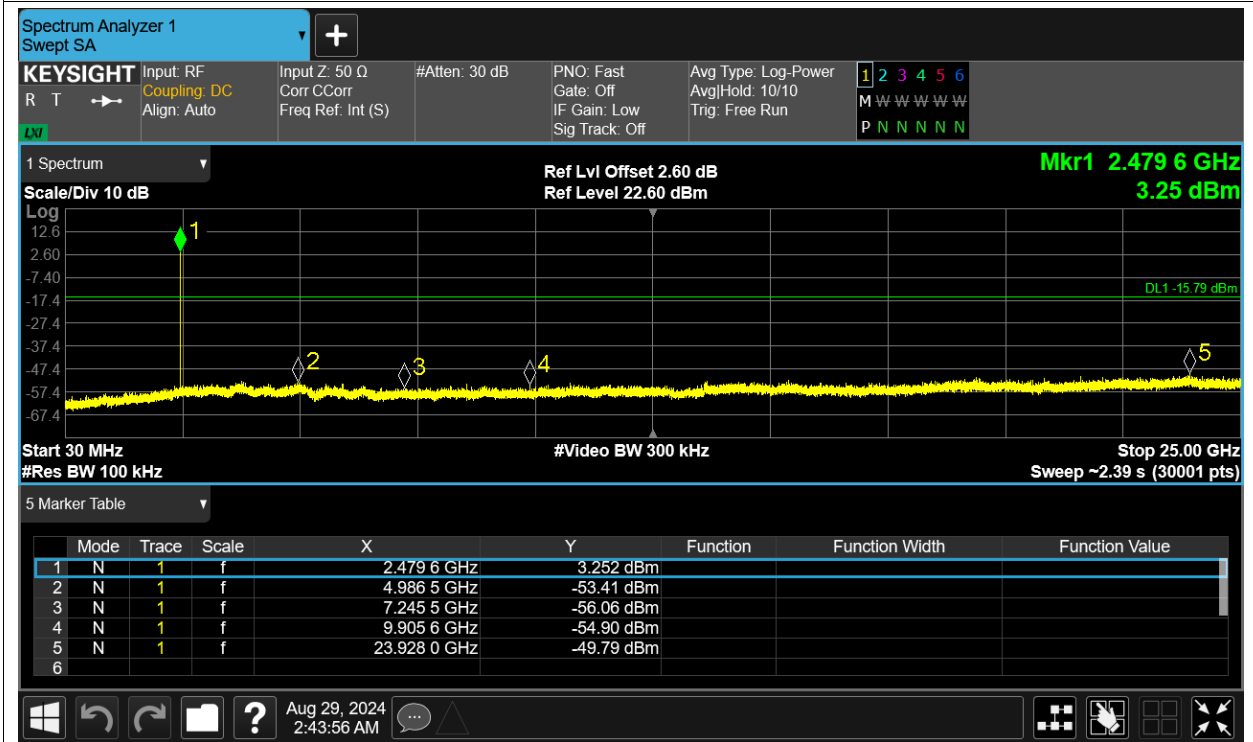 Spectrum Analyzer 1
Swept SA
+
KEYSIGHT
R T
LXI
Input: RF
Coupling: DC
Align: Auto
Input Z: 50 Ω
Corr CCorr
Freq Ref: Int (S)
#Atten: 30 dB
PNO: Fast
Gate: Off
IF Gain: Low
Sig Track: Off
Avg Type: Log-Power
Avg|Hold: 10/10
Trig: Free Run
1 2 3 4 5 6
M W W W W W
P N N N N N
1 Spectrum
Scale/Div 10 dB
Ref Lvl Offset 2.60 dB
Ref Level 22.60 dBm
Mkr1 2.479 6 GHz
3.25 dBm
Log
12.6
2.60
-7.40
-17.4
-27.4
-37.4
-47.4
-57.4
-67.4
1
2
3
4
5
DL1 -15.79 dBm
Start 30 MHz
#Video BW 300 kHz
Stop 25.00 GHz
#Res BW 100 kHz
Sweep ~2.39 s (30001 pts)
5 Marker Table
Mode Trace Scale X Y Function Function Width Function Value
1 N 1 f 2.479 6 GHz 3.252 dBm
2 N 1 f 4.986 5 GHz -53.41 dBm
3 N 1 f 7.245 5 GHz -56.06 dBm
4 N 1 f 9.905 6 GHz -54.90 dBm
5 N 1 f 23.928 0 GHz -49.79 dBm
6
?
Aug 29, 2024
2:43:56 AM